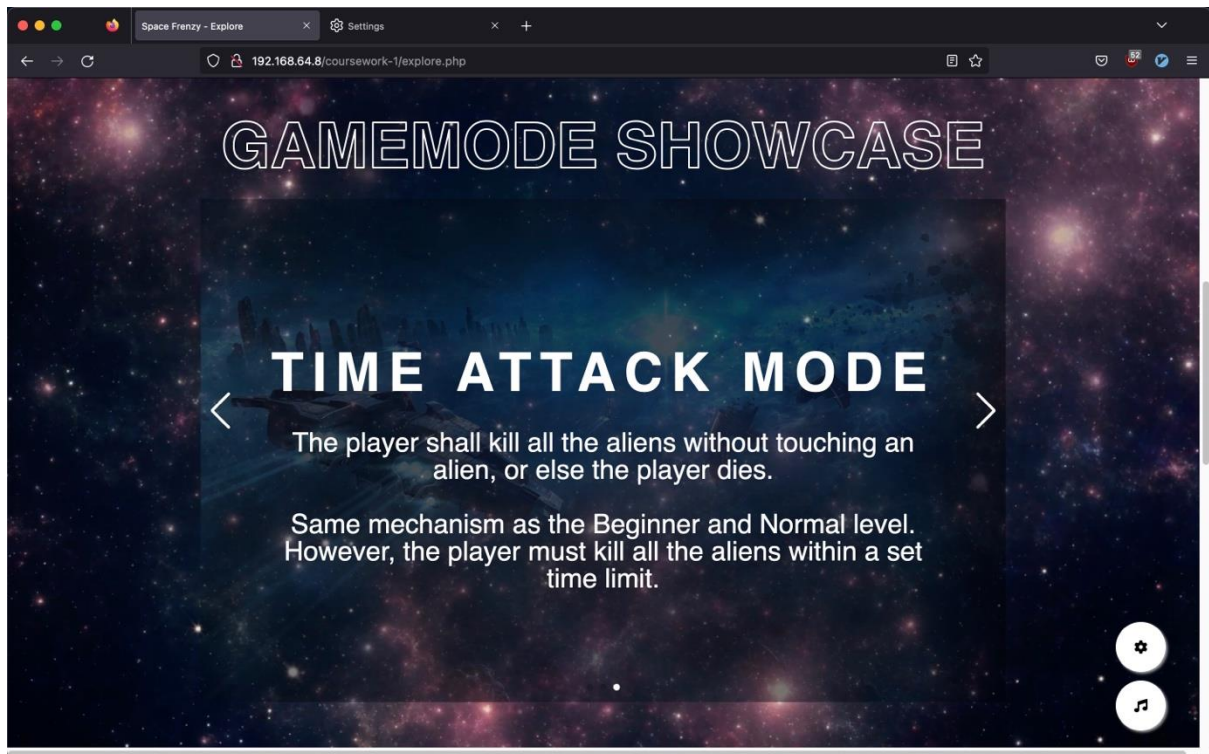 Space Frenzy - Explore
Settings
192.168.64.8/coursework-1/explore.php
52
GAMEMODE SHOWCASE
TIME ATTACK MODE
The player shall kill all the aliens without touching an
alien, or else the player dies.
Same mechanism as the Beginner and Normal level.
However, the player must kill all the aliens within a set
time limit.